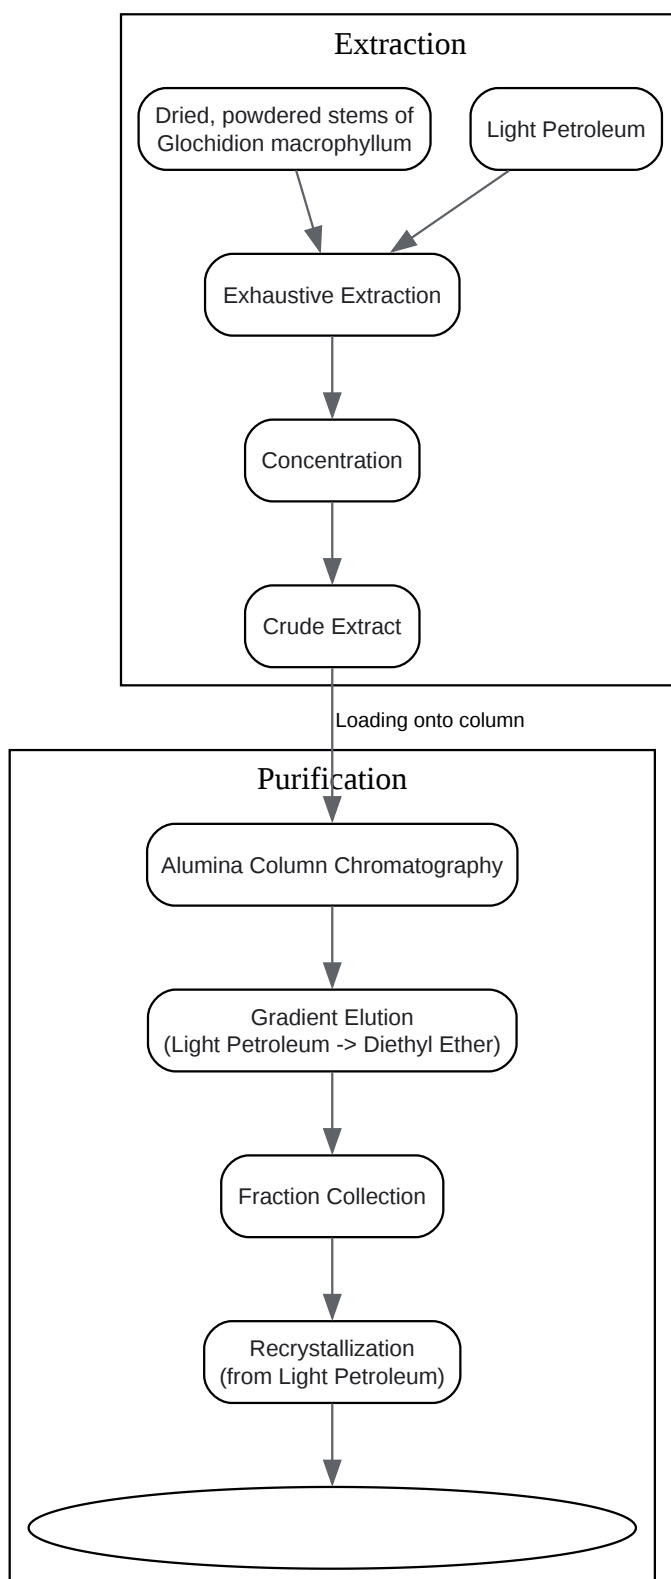 Extraction
Dried, powdered stems of
Glochidion macrophyllum
Light Petroleum
Exhaustive Extraction
Concentration
Crude Extract
Loading onto column
Purification
Alumina Column Chromatography
Gradient Elution
(Light Petroleum -> Diethyl Ether)
Fraction Collection
Recrystallization
(from Light Petroleum)